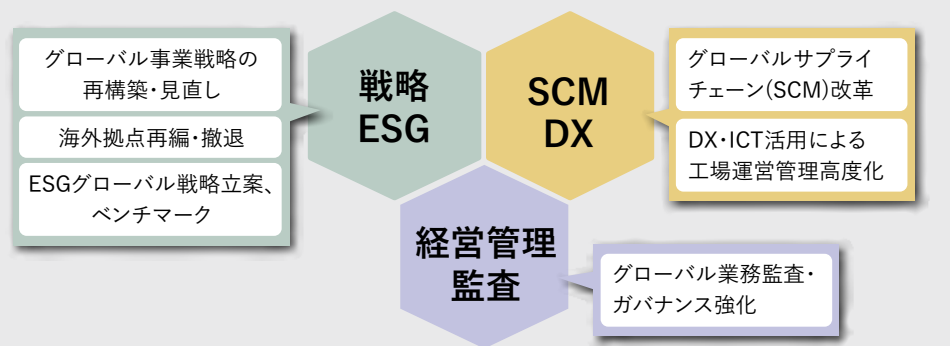 グローバル事業戦略の
再構築・見直し
海外拠点再編・撤退
ESGグローバル戦略立案、
ベンチマーク
戦略
ESG
SCM
DX
グローバルサプライ
チェーン(SCM)改革
DX・ICT活用による
工場運営管理高度化
経営管理
監査
グローバル業務監査・
ガバナンス強化